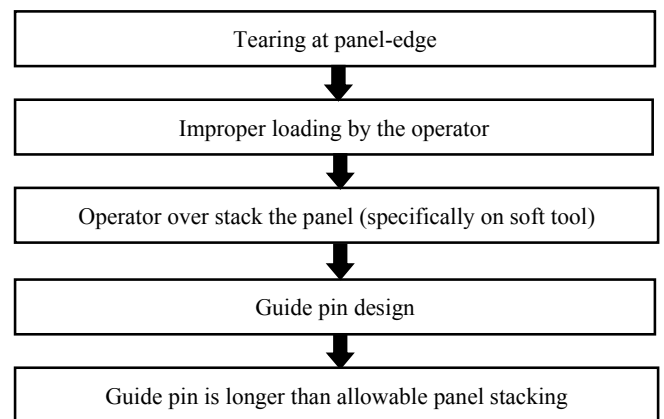 Tearing at panel-edge
Improper loading by the operator
Operator over stack the panel (specifically on soft tool)
Guide pin design
Guide pin is longer than allowable panel stacking